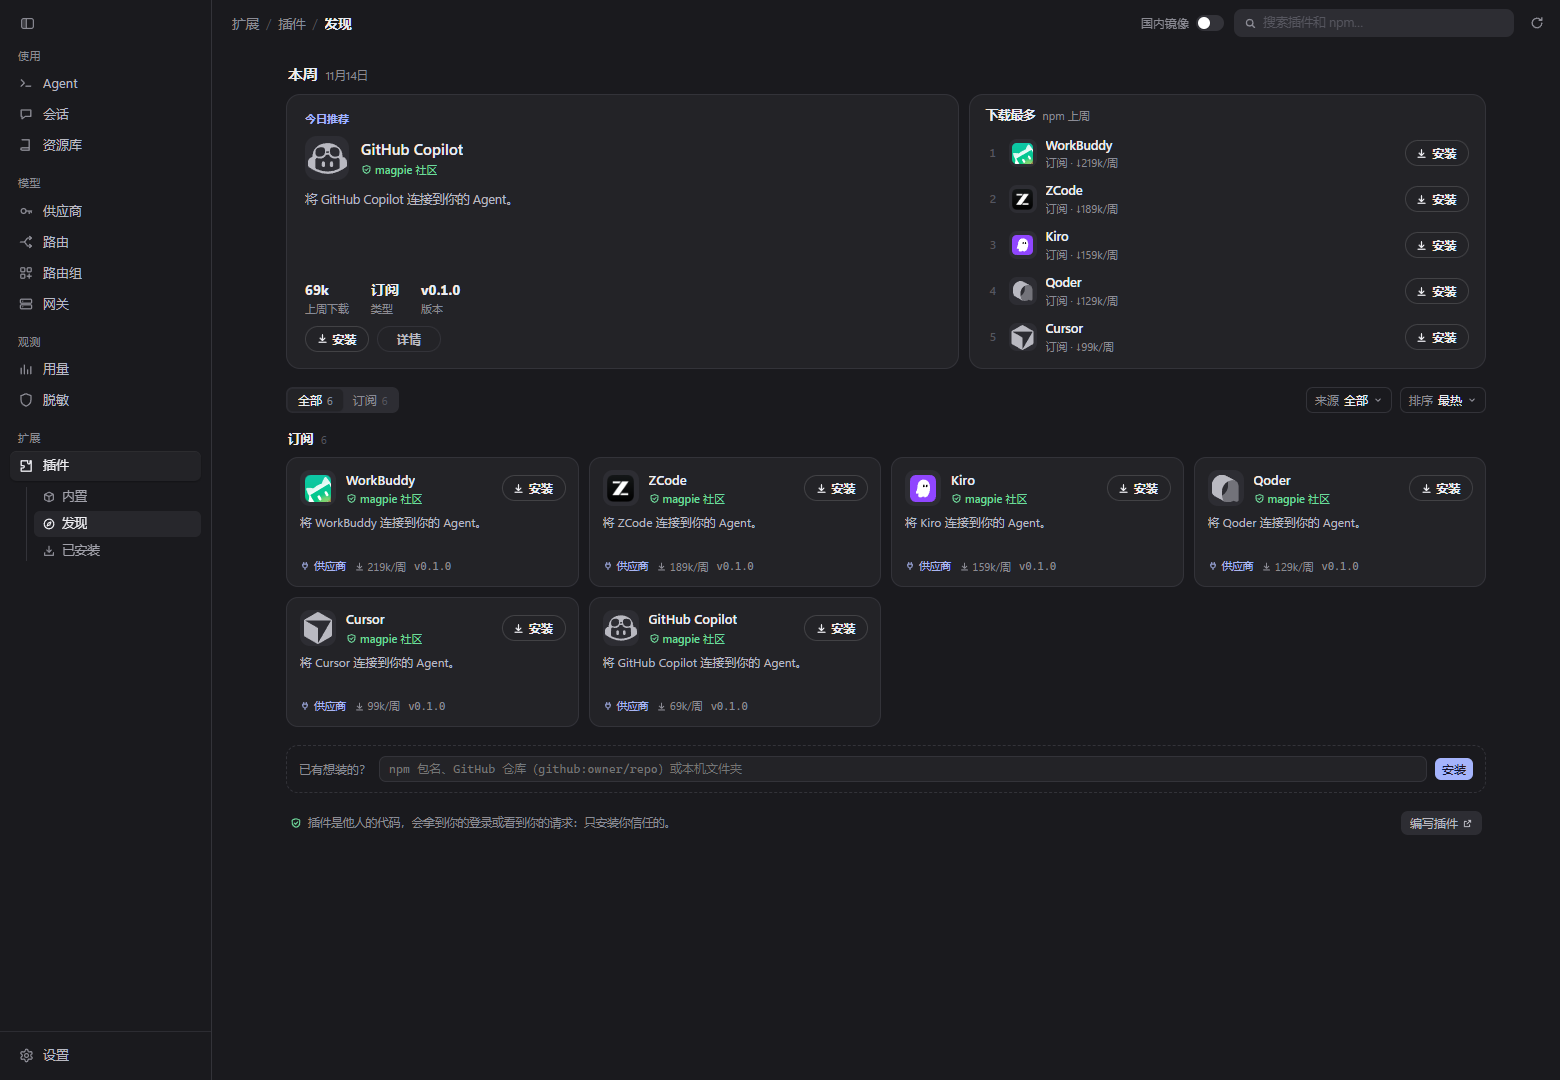 使用
Agent
会话
资源库
模型
供应商
路由
路由组
网关
观测
用量
脱敏
扩展
插件
内置
发现
已安装
设置
扩展 / 插件 / 发现
国内镜像
搜索插件和 npm...
本周 11月14日
今日推荐
GitHub Copilot
magpie 社区
将 GitHub Copilot 连接到你的 Agent。
69k 订阅 v0.1.0
上周下载 类型 版本
安装 详情
下载最多 npm 上周
1 WorkBuddy 安装
订阅 · ↓219k/周
2 ZCode 安装
订阅 · ↓189k/周
3 Kiro 安装
订阅 · ↓159k/周
4 Qoder 安装
订阅 · ↓129k/周
5 Cursor 安装
订阅 · ↓99k/周
全部 6 订阅 6
来源 全部
排序 最热
订阅 6
WorkBuddy 安装
magpie 社区
将 WorkBuddy 连接到你的 Agent。
供应商 219k/周 v0.1.0
ZCode 安装
magpie 社区
将 ZCode 连接到你的 Agent。
供应商 189k/周 v0.1.0
Kiro 安装
magpie 社区
将 Kiro 连接到你的 Agent。
供应商 159k/周 v0.1.0
Qoder 安装
magpie 社区
将 Qoder 连接到你的 Agent。
供应商 129k/周 v0.1.0
Cursor 安装
magpie 社区
将 Cursor 连接到你的 Agent。
供应商 99k/周 v0.1.0
GitHub Copilot 安装
magpie 社区
将 GitHub Copilot 连接到你的 Agent。
供应商 69k/周 v0.1.0
已有想装的？ npm 包名、GitHub 仓库（github:owner/repo）或本机文件夹 安装
插件是他人的代码，会拿到你的登录或看到你的请求：只安装你信任的。
编写插件